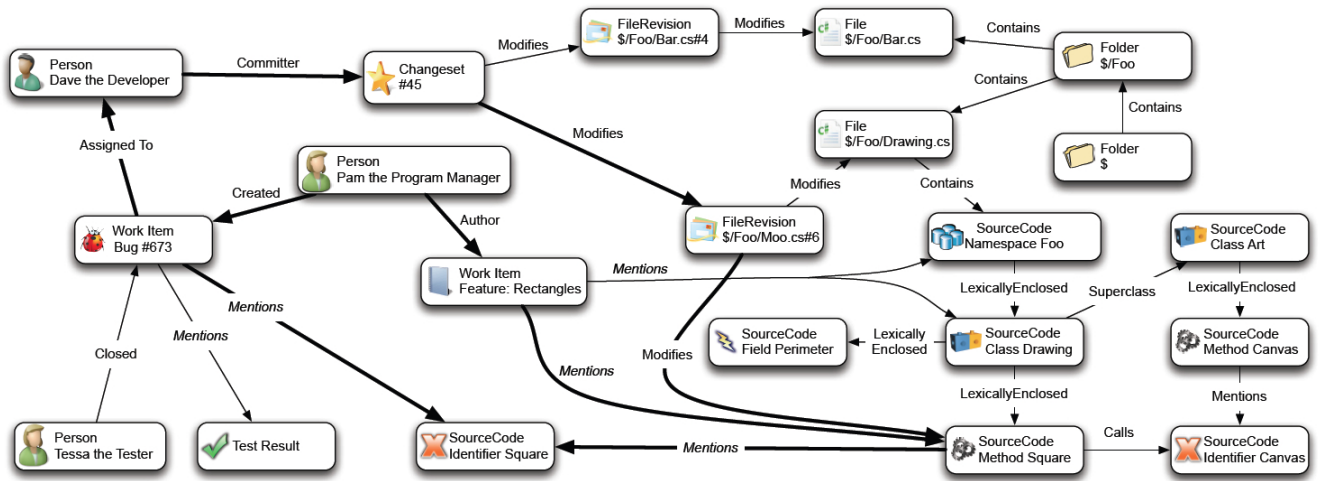 FileRevision
$/Foo/Bar.cs#4
Modifies
File
$/Foo/Bar.cs
Contains
Folder
$/Foo
Person
Dave the Developer
Committer
Changeset
#45
Modifies
Contains
Contains
Modifies
File
$/Foo/Drawing.cs
Folder
$
Assigned To
Person
Pam the Program Manager
Created
Author
Modifies
Contains
Work Item
Bug #673
FileRevision
$/Foo/Moo.cs#6
SourceCode
Namespace Foo
SourceCode
Class Art
Work Item
Feature: Rectangles
Mentions
LexicallyEnclosed
Superclass
LexicallyEnclosed
Mentions
Mentions
Closed
SourceCode
Field Perimeter
Lexically
Enclosed
SourceCode
Class Drawing
SourceCode
Method Canvas
Modifies
Mentions
LexicallyEnclosed
Mentions
Person
Tessa the Tester
Test Result
SourceCode
Identifier Square
Mentions
SourceCode
Method Square
Calls
SourceCode
Identifier Canvas